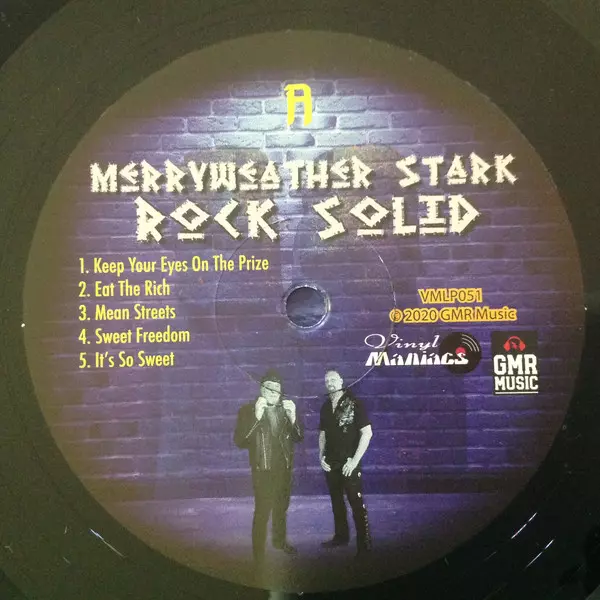 A
MERRYWEATHER STARK
ROCK SOLID
1. Keep Your Eyes On The Prize
2. Eat The Rich
3. Mean Streets
4. Sweet Freedom
5. It's So Sweet
VMLP051
© 2020 GMR Music
Vinyl
MANiACS
GMR
MUSIC